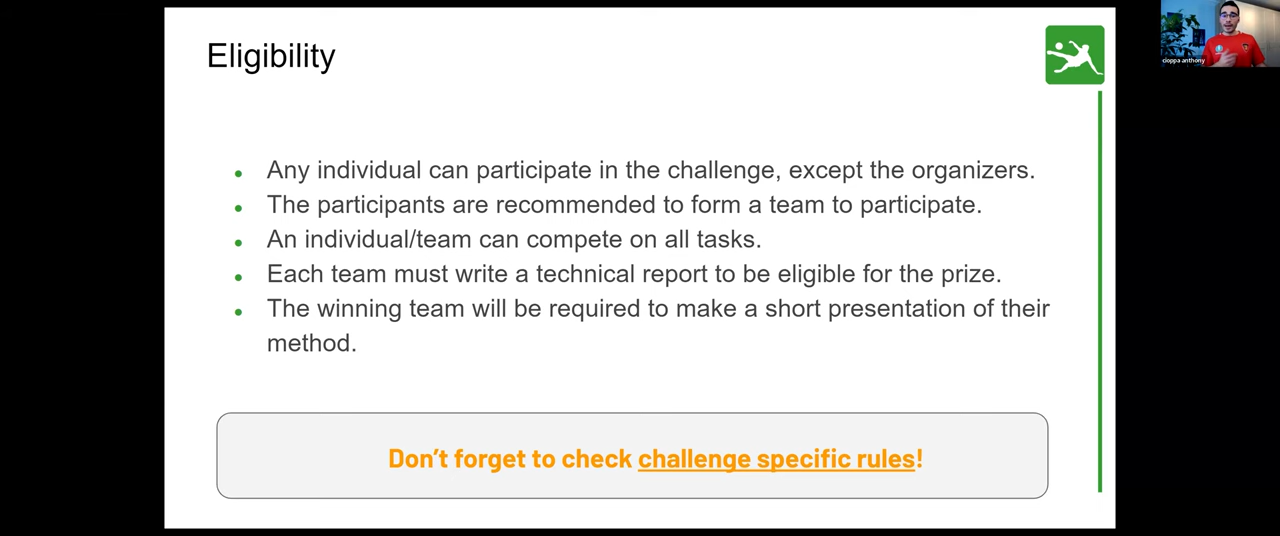 Eligibility
cioppa anthony
Any individual can participate in the challenge, except the organizers.
The participants are recommended to form a team to participate.
An individual/team can compete on all tasks.
Each team must write a technical report to be eligible for the prize.
The winning team will be required to make a short presentation of their
method.
Don't forget to check challenge specific rules!